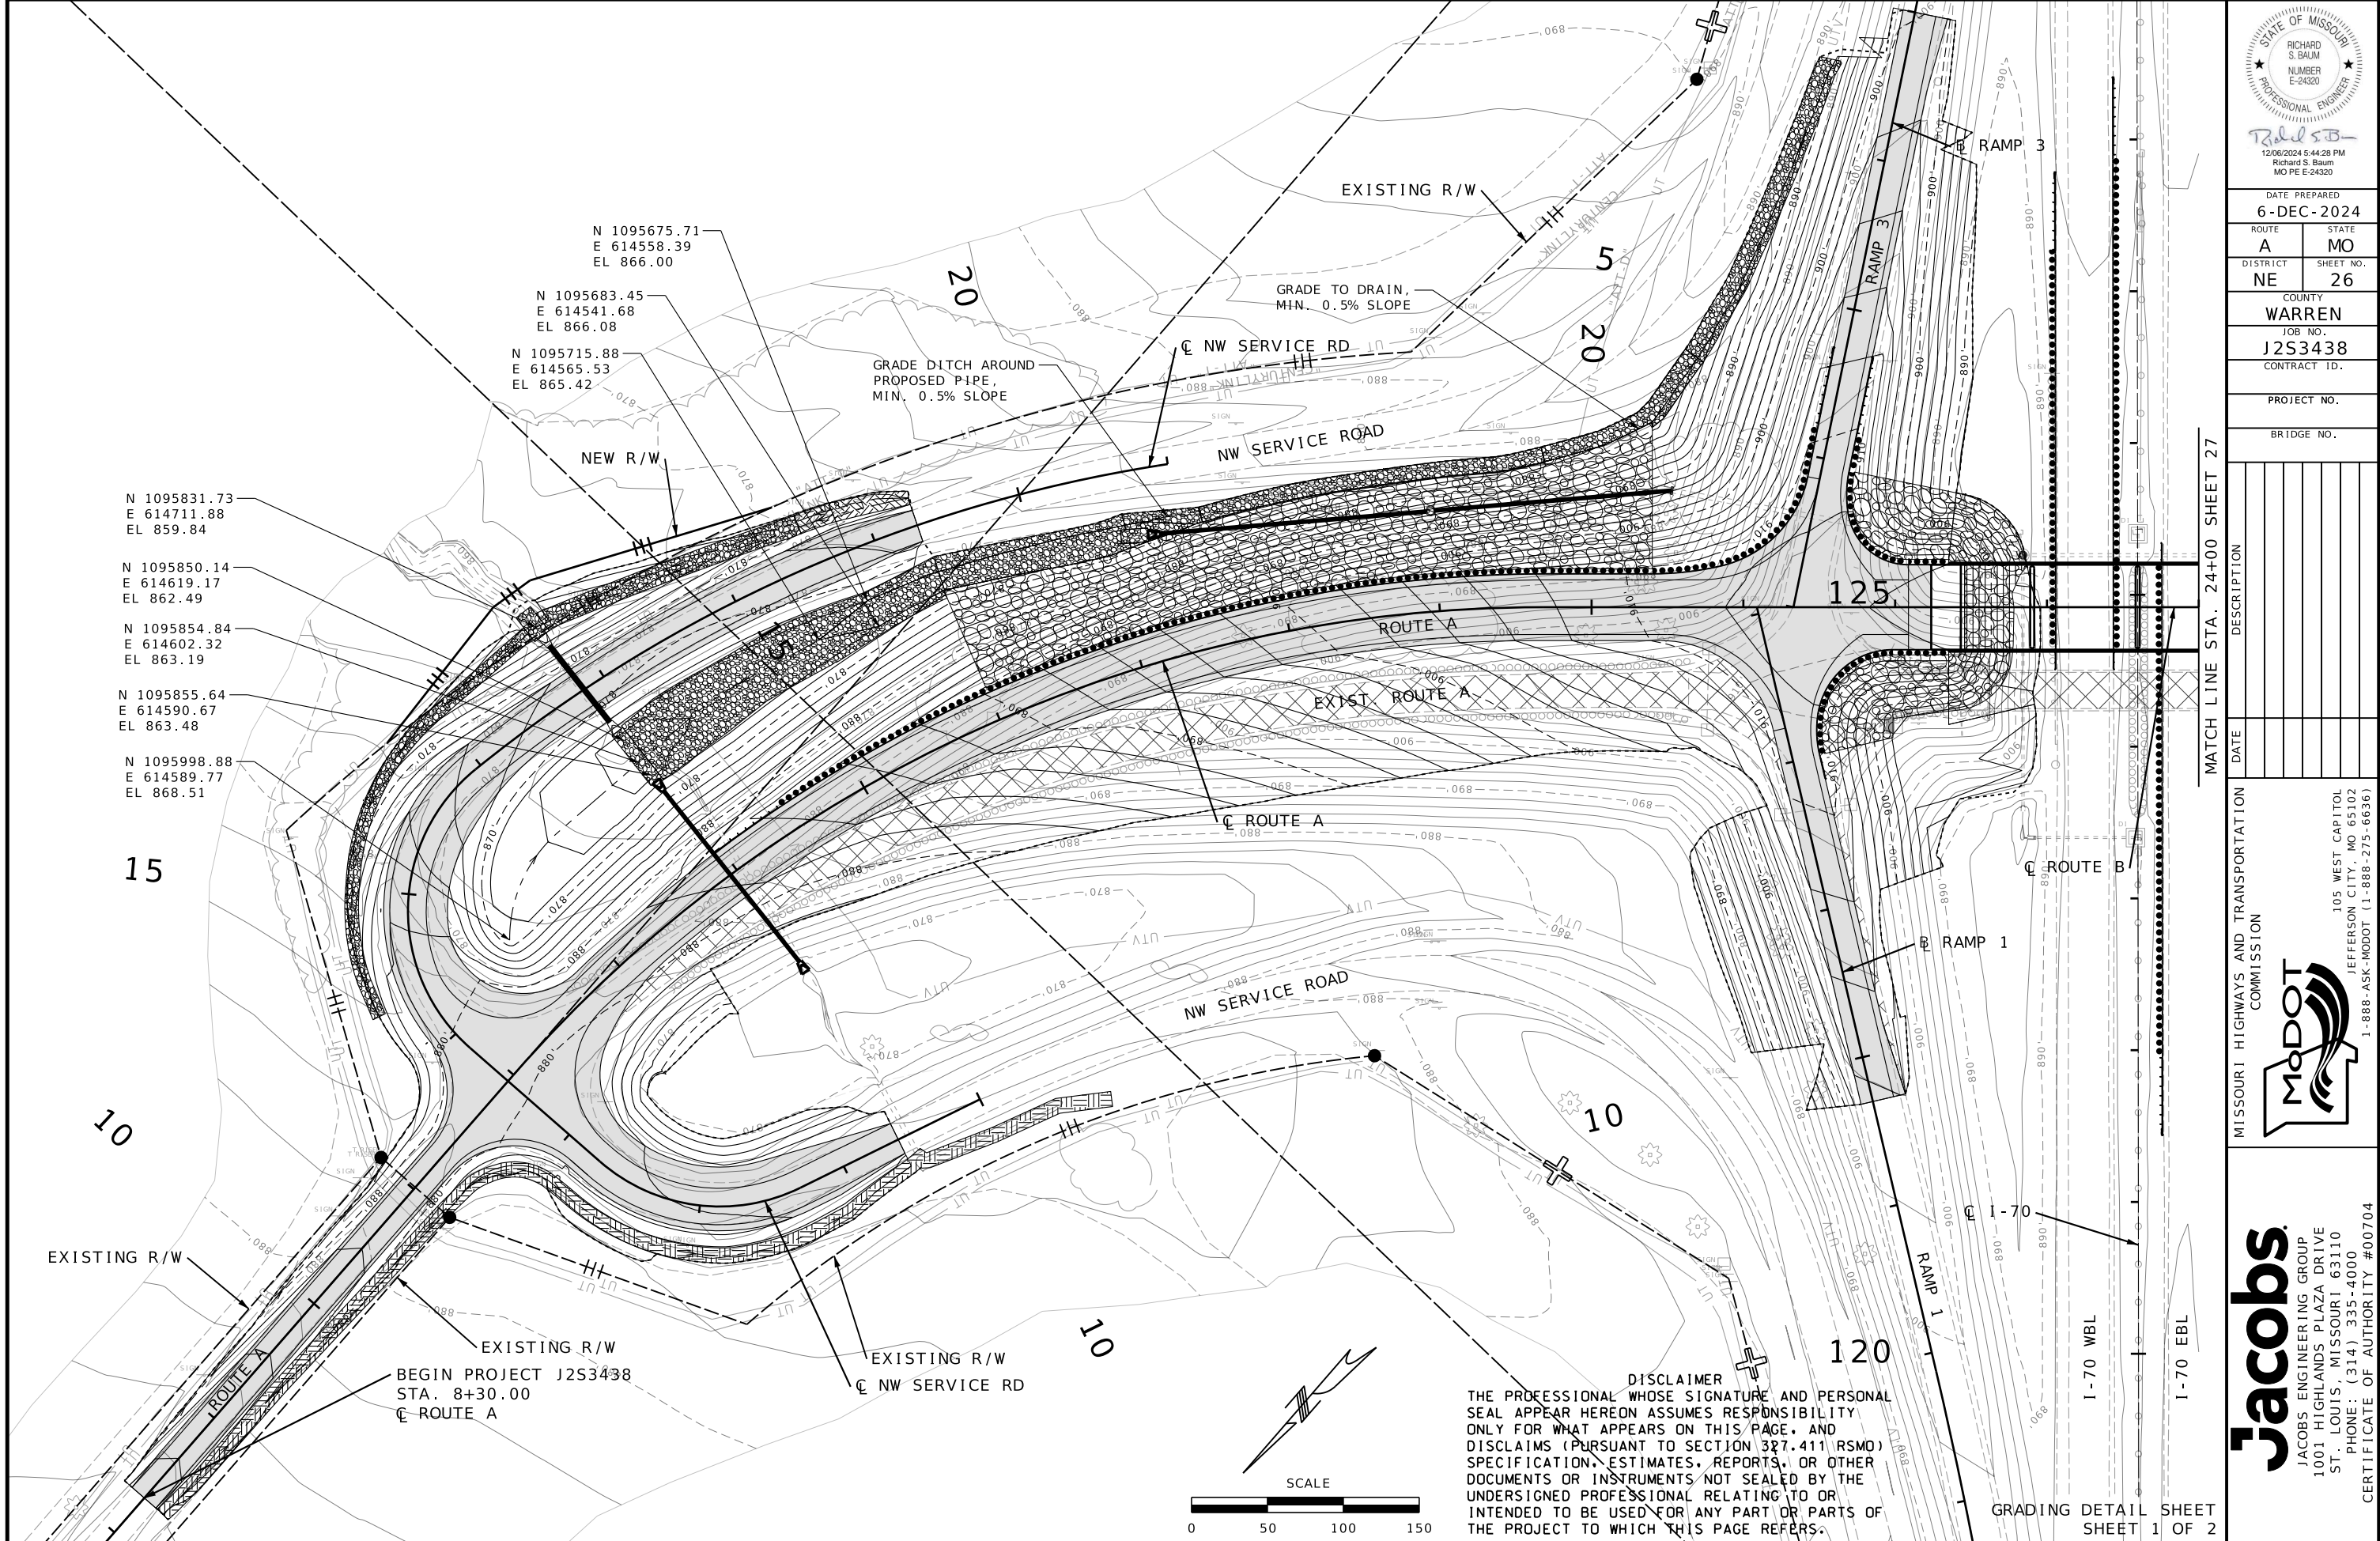 N 1095675.71
E 614558.39
EL 866.00
N 1095683.45
E 614541.68
EL 866.08
N 1095715.88
E 614565.53
EL 865.42
N 1095831.73
E 614711.88
EL 859.84
N 1095850.14
E 614619.17
EL 862.49
N 1095854.84
E 614602.32
EL 863.19
N 1095855.64
E 614590.67
EL 863.48
N 1095998.88
E 614589.77
EL 868.51
20
5
20
15
15
10
10
10
125
120
EXISTING R/W
GRADE TO DRAIN,
MIN. 0.5% SLOPE
GRADE DITCH AROUND
PROPOSED PIPE,
MIN. 0.5% SLOPE
℄ NW SERVICE RD
NW SERVICE ROAD
NEW R/W
RAMP 3
℄ RAMP 3
ROUTE A
EXIST. ROUTE A
℄ ROUTE A
℄ ROUTE B
℄ RAMP 1
RAMP 1
NW SERVICE ROAD
℄ I-70
I-70 WBL
I-70 EBL
EXISTING R/W
EXISTING R/W
EXISTING R/W
℄ NW SERVICE RD
ROUTE A
BEGIN PROJECT J2S3438
STA. 8+30.00
℄ ROUTE A
SCALE
0 50 100 150
DISCLAIMER
THE PROFESSIONAL WHOSE SIGNATURE AND PERSONAL
SEAL APPEAR HEREON ASSUMES RESPONSIBILITY
ONLY FOR WHAT APPEARS ON THIS PAGE, AND
DISCLAIMS (PURSUANT TO SECTION 327.411 RSMO)
SPECIFICATION, ESTIMATES, REPORTS, OR OTHER
DOCUMENTS OR INSTRUMENTS NOT SEALED BY THE
UNDERSIGNED PROFESSIONAL RELATING TO OR
INTENDED TO BE USED FOR ANY PART OR PARTS OF
THE PROJECT TO WHICH THIS PAGE REFERS.
GRADING DETAIL SHEET
SHEET 1 OF 2
MATCH LINE STA. 24+00 SHEET 27
STATE OF MISSOURI
RICHARD
S. BAUM
NUMBER
E-24320
PROFESSIONAL ENGINEER
12/06/2024 5:44:28 PM
Richard S. Baum
MO PE E-24320
DATE PREPARED
6-DEC-2024
ROUTE STATE
A MO
DISTRICT SHEET NO.
NE 26
COUNTY
WARREN
JOB NO.
J2S3438
CONTRACT ID.
PROJECT NO.
BRIDGE NO.
DESCRIPTION
DATE
MISSOURI HIGHWAYS AND TRANSPORTATION
COMMISSION
MoDOT
105 WEST CAPITOL
JEFFERSON CITY, MO 65102
1-888-ASK-MODOT (1-888-275-6636)
Jacobs
JACOBS ENGINEERING GROUP
1001 HIGHLANDS PLAZA DRIVE
ST. LOUIS, MISSOURI 63110
PHONE: (314) 335-4000
CERTIFICATE OF AUTHORITY #00704